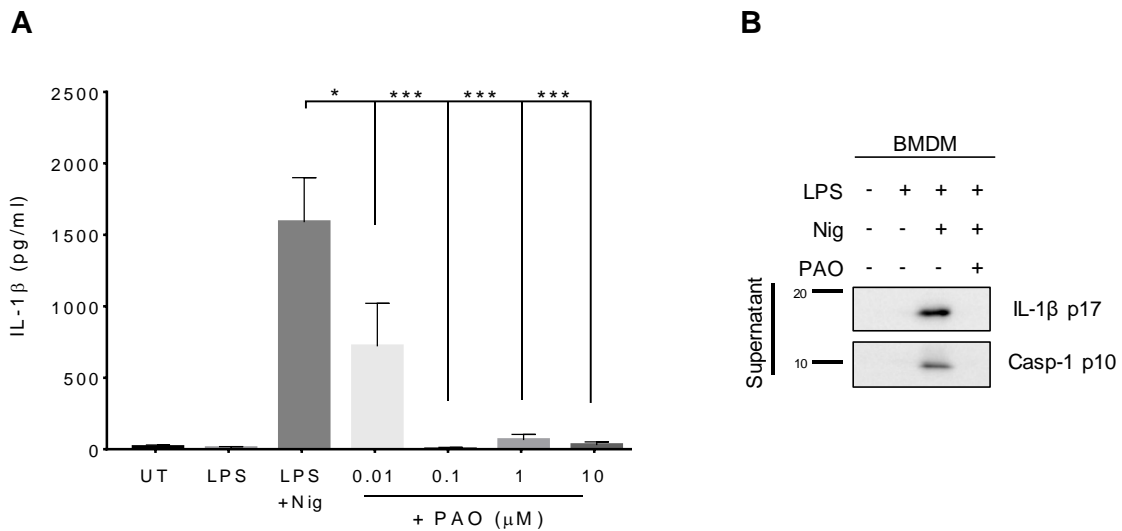 A
2500
2000
1500
1000
500
0
IL-1β (pg/ml)
* *** *** ***
UT LPS LPS +Nig 0.01 0.1 1 10
+ PAO (μM)
B
BMDM
LPS - + + +
Nig - - + +
PAO - - - +
Supernatant
20
IL-1β p17
10
Casp-1 p10